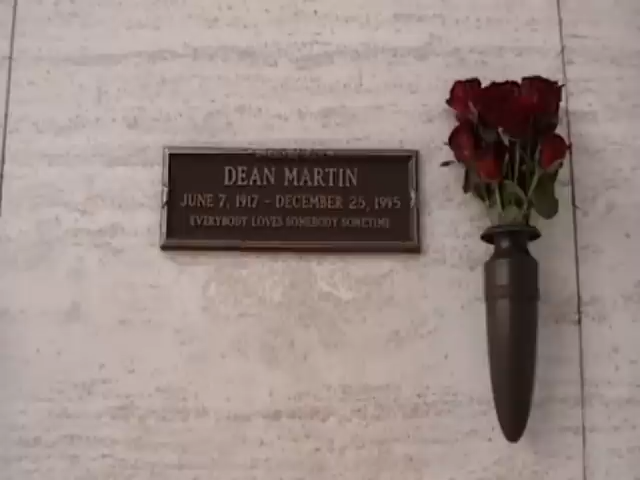 DEAN MARTIN
JUNE 7, 1917 - DECEMBER 25, 1995
EVERYBODY LOVES SOMEBODY SOMETIME